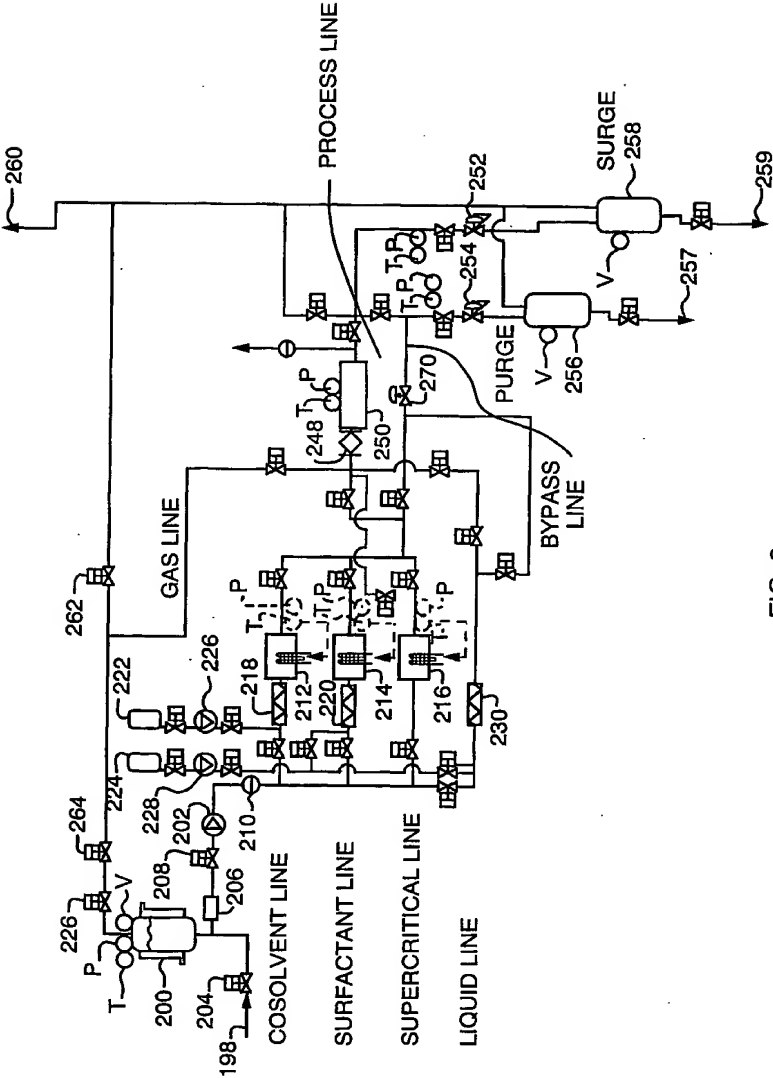 260
PROCESS LINE
SURGE
258
259
252
254
T P
T P
V
V
257
256
PURGE
270
T P
248
250
BYPASS
LINE
GAS LINE
262
222
226
218
T P
212
224
228
220
T P
214
P
216
230
202
210
264
208
206
226
P V
T
200
204
198
COSOLVENT LINE
SURFACTANT LINE
SUPERCRITICAL LINE
LIQUID LINE